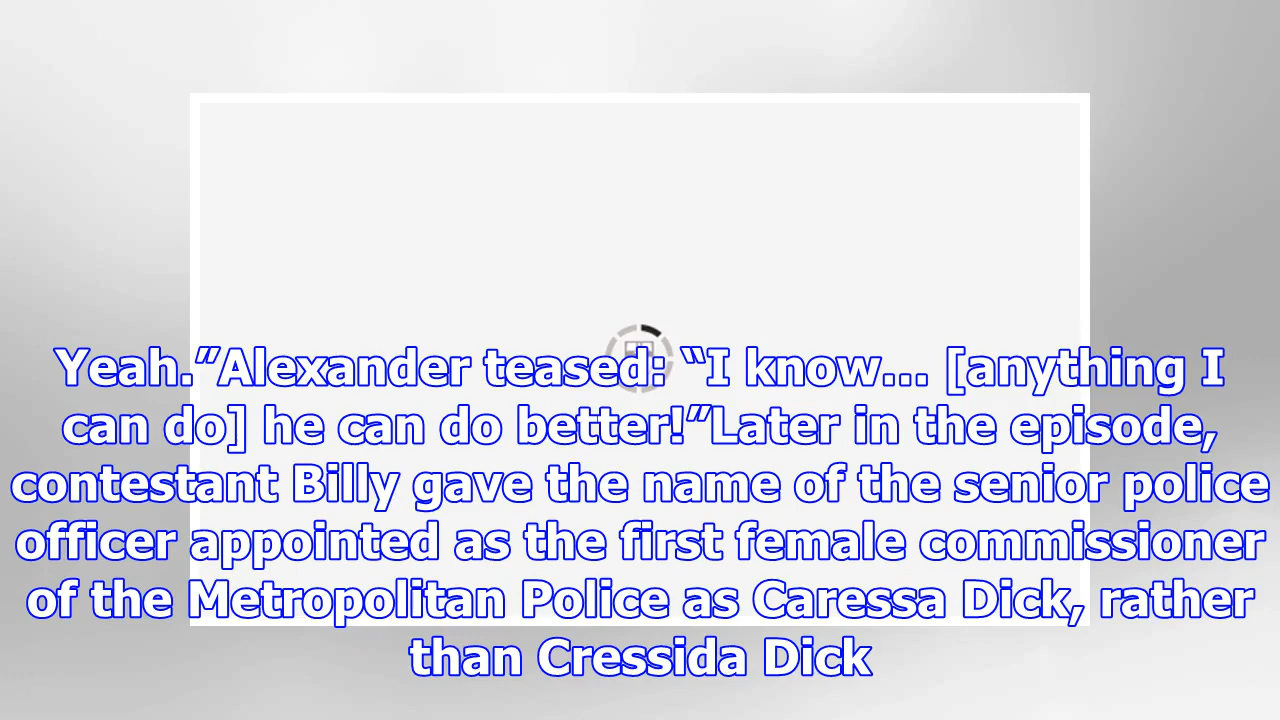 Yeah.”Alexander teased: “I know... [anything I
can do] he can do better!”Later in the episode,
contestant Billy gave the name of the senior police
officer appointed as the first female commissioner
of the Metropolitan Police as Caressa Dick, rather
than Cressida Dick